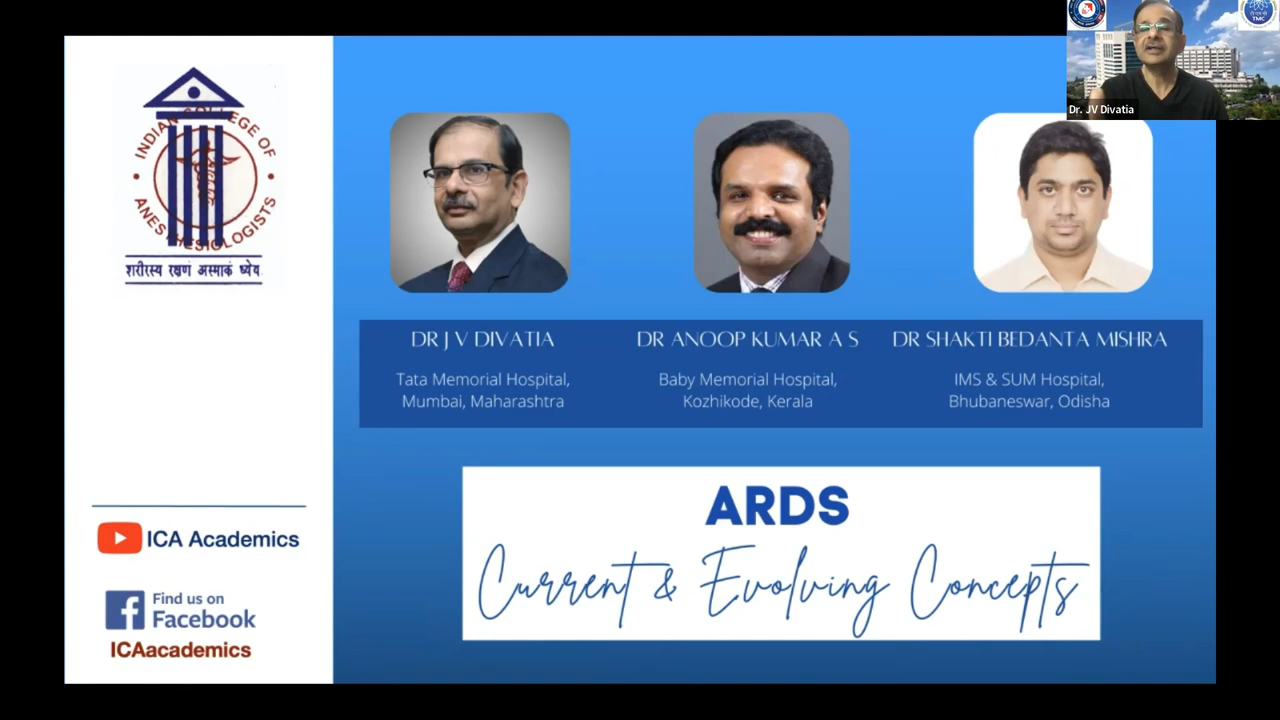 INDIAN COLLEGE OF
ANESTHESIOLOGISTS
शरीरस्य रक्षणं अस्माकं ध्येय
ICA Academics
Find us on
Facebook
ICAacademics
Dr. JV Divatia
TMC
DR J V DIVATIA
Tata Memorial Hospital,
Mumbai, Maharashtra
DR ANOOP KUMAR A S
Baby Memorial Hospital,
Kozhikode, Kerala
DR SHAKTI BEDANTA MISHRA
IMS & SUM Hospital,
Bhubaneswar, Odisha
ARDS
Current & Evolving Concepts